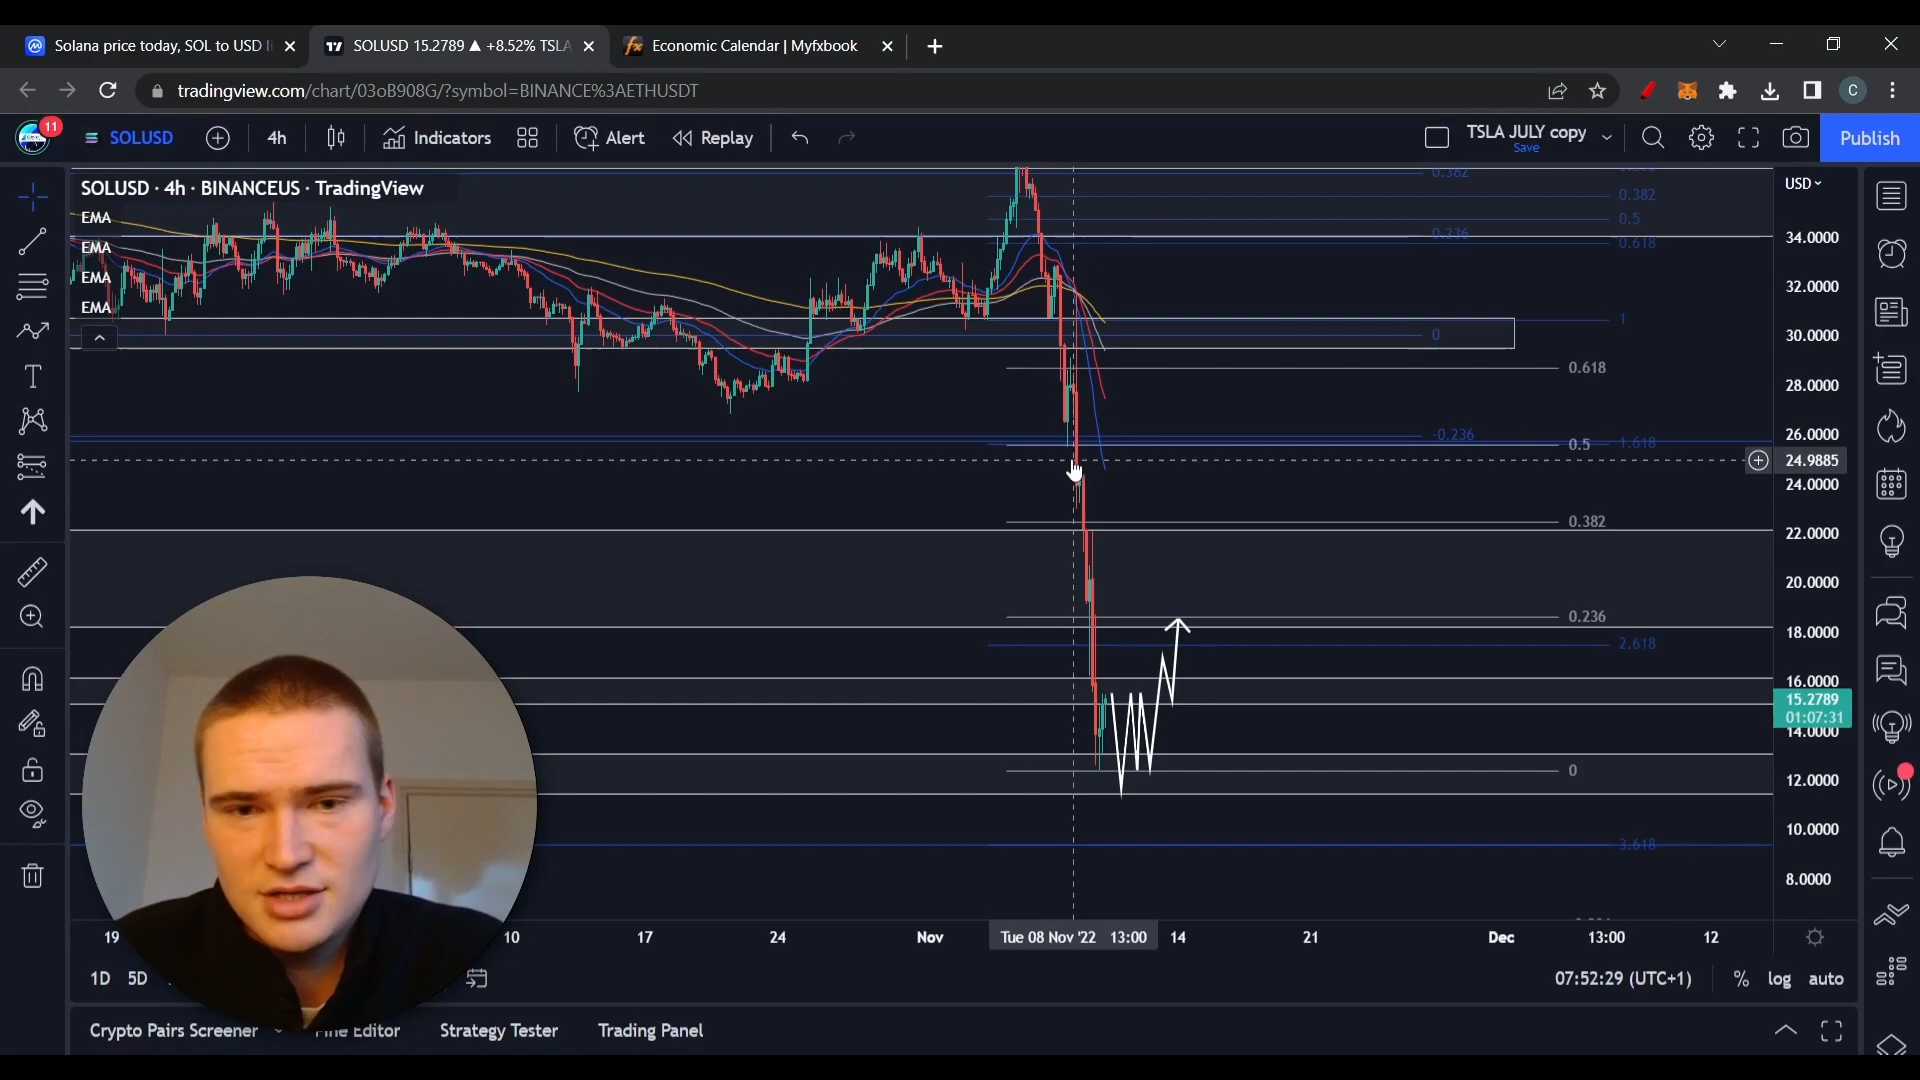 Solana price today, SOL to USD li
SOLUSD 15.2789 ▲ +8.52% TSLA
Economic Calendar | Myfxbook
tradingview.com/chart/03oB908G/?symbol=BINANCE%3AETHUSDT
C
11
SOLUSD
4h
Indicators
Alert
Replay
TSLA JULY copy
Save
Publish
SOLUSD · 4h · BINANCEUS · TradingView
EMA
EMA
EMA
EMA
USD
0.382
0.382
0.5
0.236
0.618
1
0
0.618
-0.236
0.5
1.618
0.382
0.236
2.618
0
3.618
34.0000
32.0000
30.0000
28.0000
26.0000
24.9885
24.0000
22.0000
20.0000
18.0000
16.0000
15.2789
01:07:31
14.0000
12.0000
10.0000
8.0000
19
10
17
24
Nov
Tue 08 Nov '22 13:00
14
21
Dec
13:00
12
1D
5D
07:52:29 (UTC+1)
%
log
auto
Crypto Pairs Screener
Pine Editor
Strategy Tester
Trading Panel